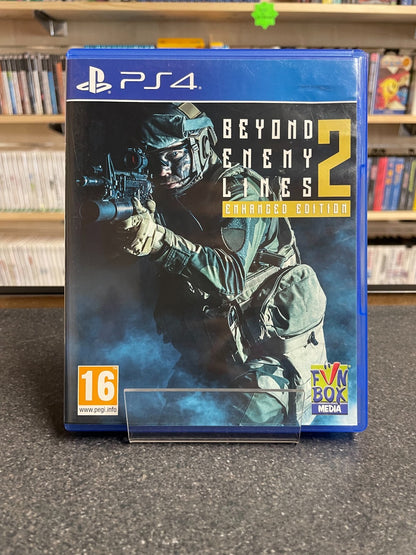 PS4
BEYOND
ENEMY
LINES 2
ENHANCED EDITION
16
www.pegi.info
FUN
BOX
MEDIA